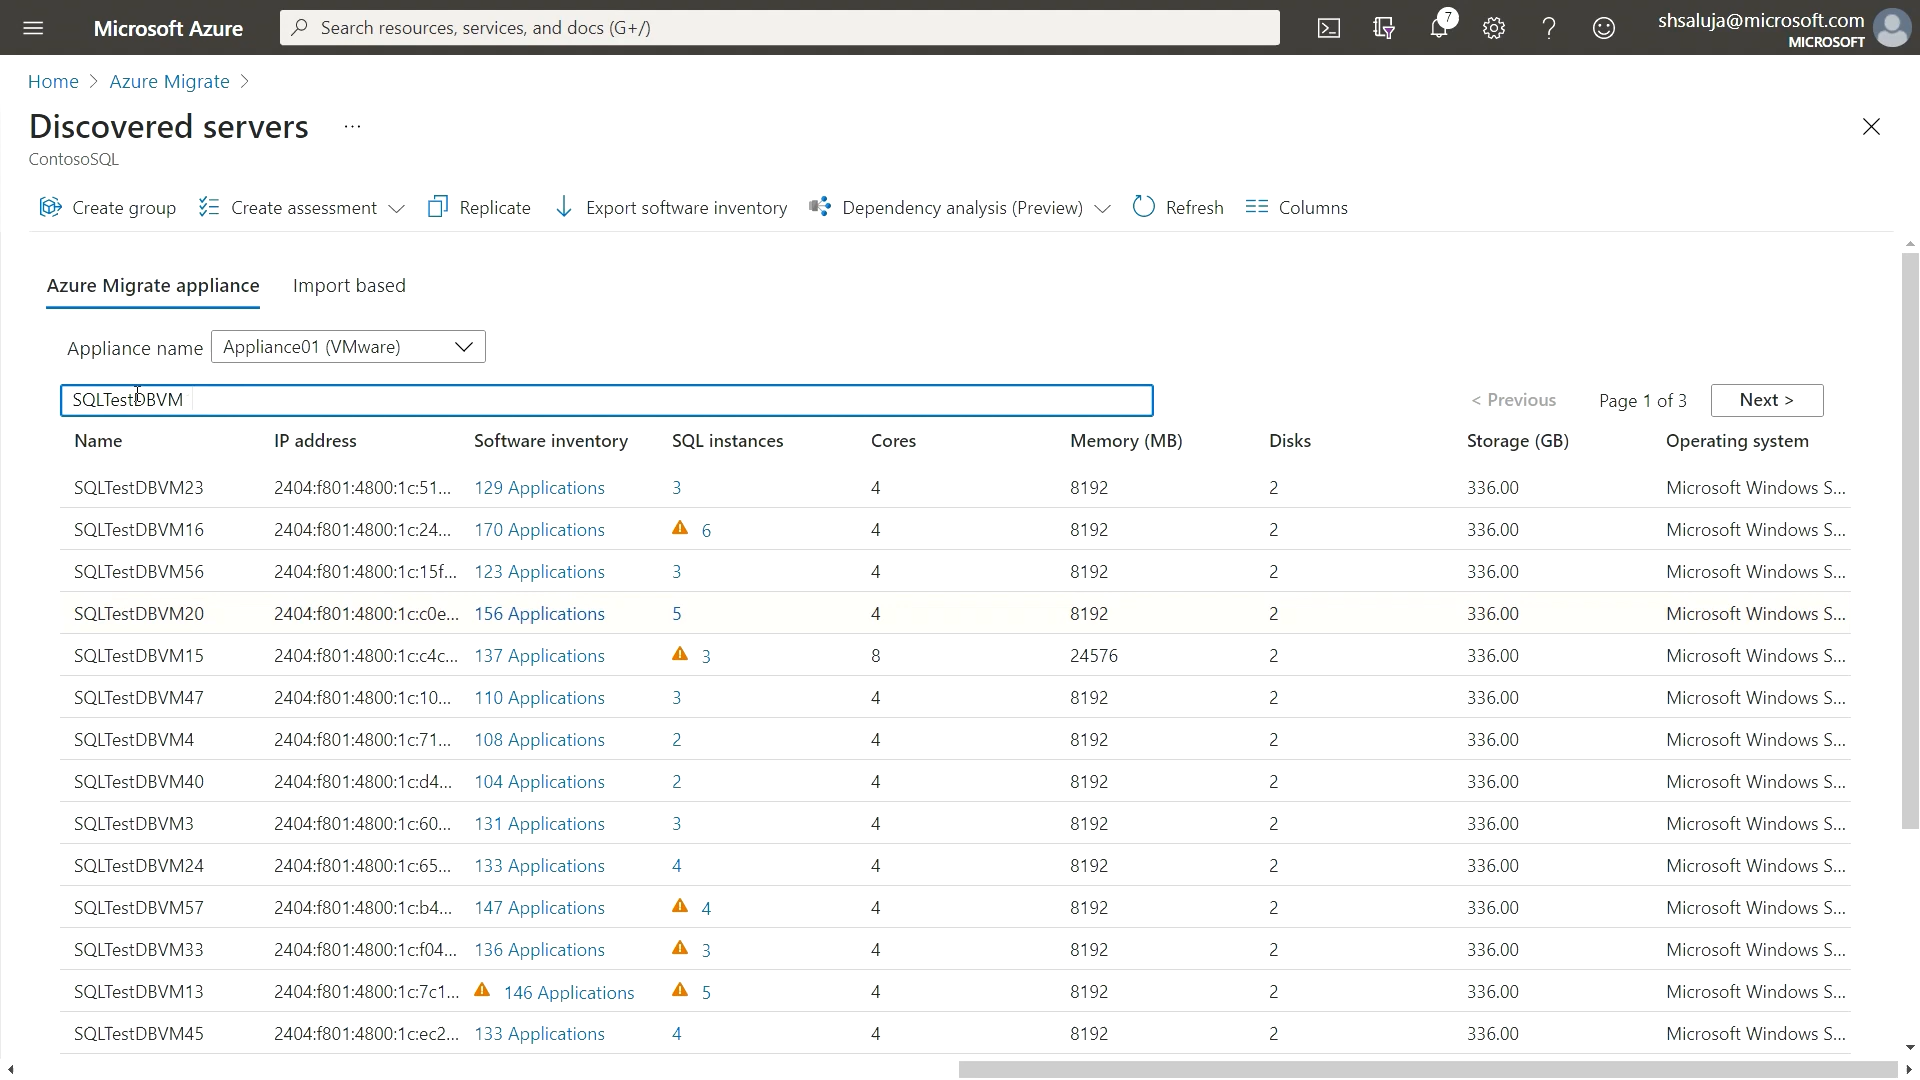 Microsoft Azure Search resources, services, and docs (G+/) 7 shsaluja@microsoft.com
MICROSOFT
Home > Azure Migrate >
Discovered servers ...
ContosoSQL
Create group Create assessment Replicate Export software inventory Dependency analysis (Preview) Refresh Columns
Azure Migrate appliance Import based
Appliance name Appliance01 (VMware)
SQLTestDBVM < Previous Page 1 of 3 Next >
Name IP address Software inventory SQL instances Cores Memory (MB) Disks Storage (GB) Operating system
SQLTestDBVM23 2404:f801:4800:1c:51... 129 Applications 3 4 8192 2 336.00 Microsoft Windows S...
SQLTestDBVM16 2404:f801:4800:1c:24... 170 Applications 6 4 8192 2 336.00 Microsoft Windows S...
SQLTestDBVM56 2404:f801:4800:1c:15f... 123 Applications 3 4 8192 2 336.00 Microsoft Windows S...
SQLTestDBVM20 2404:f801:4800:1c:c0e... 156 Applications 5 4 8192 2 336.00 Microsoft Windows S...
SQLTestDBVM15 2404:f801:4800:1c:c4c... 137 Applications 3 8 24576 2 336.00 Microsoft Windows S...
SQLTestDBVM47 2404:f801:4800:1c:10... 110 Applications 3 4 8192 2 336.00 Microsoft Windows S...
SQLTestDBVM4 2404:f801:4800:1c:71... 108 Applications 2 4 8192 2 336.00 Microsoft Windows S...
SQLTestDBVM40 2404:f801:4800:1c:d4... 104 Applications 2 4 8192 2 336.00 Microsoft Windows S...
SQLTestDBVM3 2404:f801:4800:1c:60... 131 Applications 3 4 8192 2 336.00 Microsoft Windows S...
SQLTestDBVM24 2404:f801:4800:1c:65... 133 Applications 4 4 8192 2 336.00 Microsoft Windows S...
SQLTestDBVM57 2404:f801:4800:1c:b4... 147 Applications 4 4 8192 2 336.00 Microsoft Windows S...
SQLTestDBVM33 2404:f801:4800:1c:f04... 136 Applications 3 4 8192 2 336.00 Microsoft Windows S...
SQLTestDBVM13 2404:f801:4800:1c:7c1... 146 Applications 5 4 8192 2 336.00 Microsoft Windows S...
SQLTestDBVM45 2404:f801:4800:1c:ec2... 133 Applications 4 4 8192 2 336.00 Microsoft Windows S...